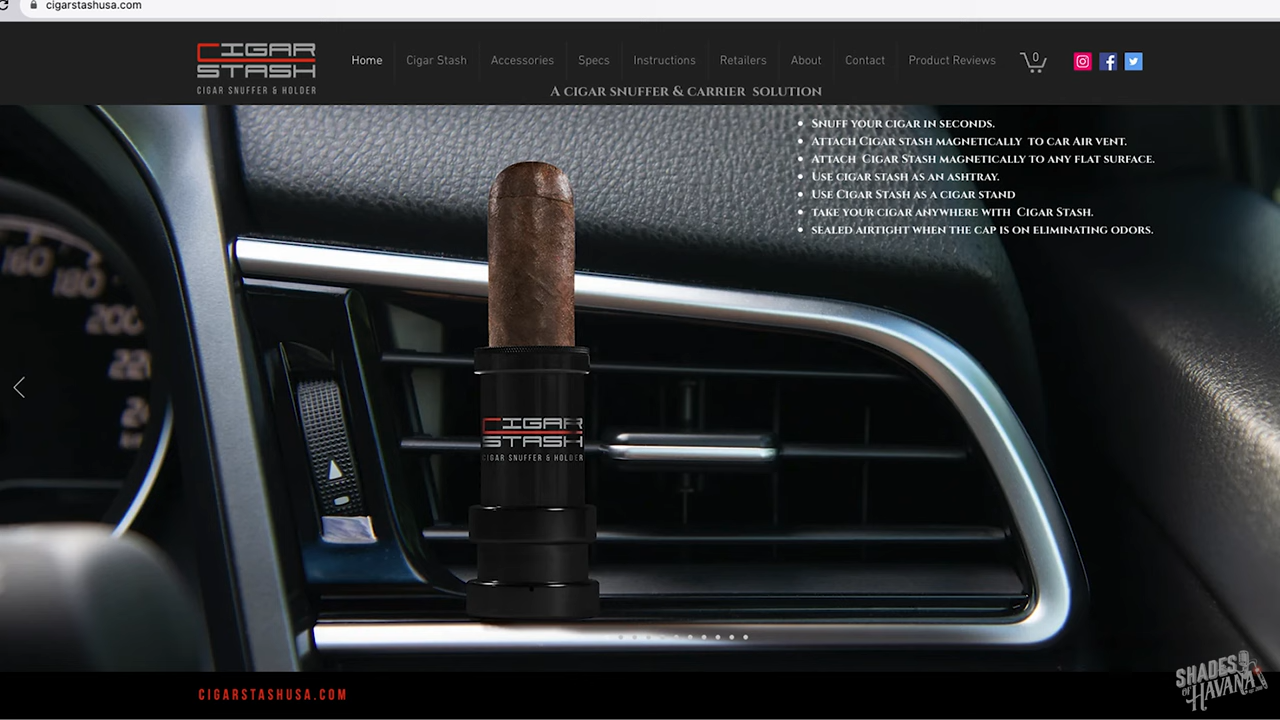 cigarstashusa.com
CIGAR
STASH
CIGAR SNUFFER & HOLDER
Home
Cigar Stash
Accessories
Specs
Instructions
Retailers
About
Contact
Product Reviews
0
A CIGAR SNUFFER & CARRIER SOLUTION
SNUFF YOUR CIGAR IN SECONDS.
ATTACH CIGAR STASH MAGNETICALLY TO CAR AIR VENT.
ATTACH CIGAR STASH MAGNETICALLY TO ANY FLAT SURFACE.
USE CIGAR STASH AS AN ASHTRAY.
USE CIGAR STASH AS A CIGAR STAND
TAKE YOUR CIGAR ANYWHERE WITH CIGAR STASH.
SEALED AIRTIGHT WHEN THE CAP IS ON ELIMINATING ODORS.
160
180
200
CIGAR
STASH
CIGAR SNUFFER & HOLDER
CIGARSTASHUSA.COM
SHADES
OF HAVANA